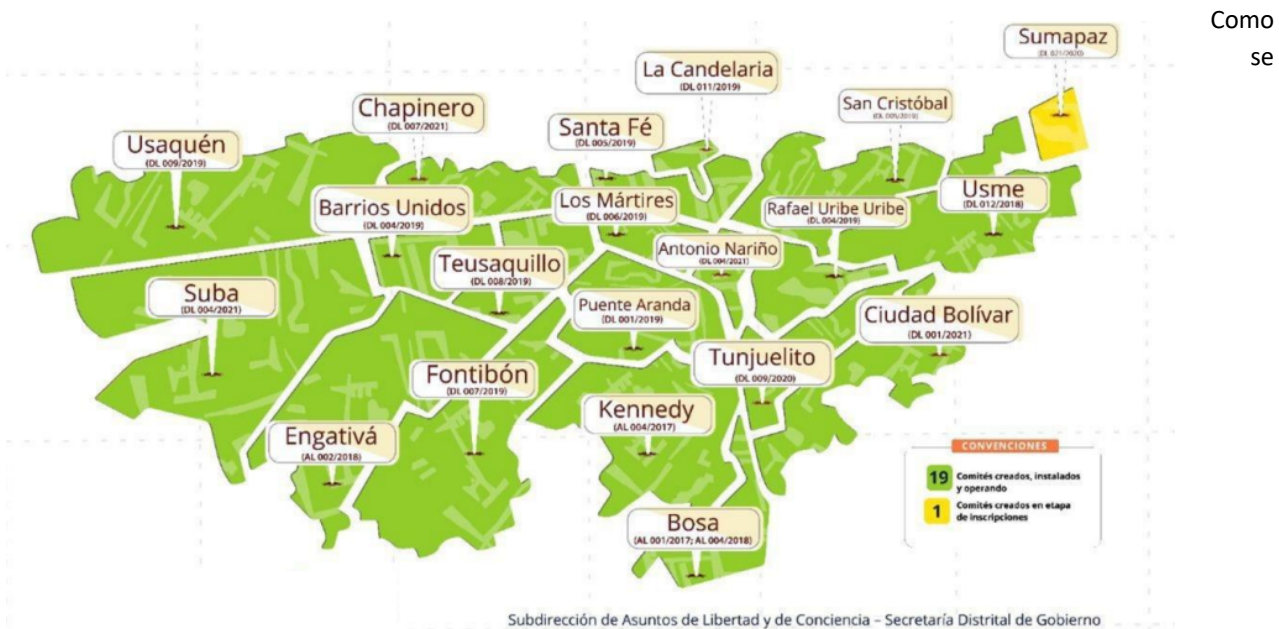 Como
se
Sumapaz
(DL 021/2020)
La Candelaria
(DL 011/2019)
Chapinero
(DL 007/2021)
San Cristóbal
Santa Fé
(DL 005/2019)
Usaquén
(DL 009/2019)
Barrios Unidos
(DL 004/2019)
Los Mártires
(DL 006/2019)
Rafael Uribe Uribe
(DL 004/2019)
Usme
(DL 012/2018)
Antonio Nariño
(DL 004/2021)
Teusaquillo
(DL 008/2019)
Suba
(DL 004/2021)
Puente Aranda
(DL 001/2019)
Ciudad Bolívar
(DL 001/2021)
Tunjuelito
(DL 009/2020)
Fontibón
(DL 007/2019)
Kennedy
(AL 004/2017)
Engativá
(AL 002/2018)
Bosa
(AL 001/2017; AL 004/2018)
CONVENCIONES
19 Comités creados, instalados
y operando
1 Comités creados en etapa
de inscripciones
Subdirección de Asuntos de Libertad y de Conciencia – Secretaría Distrital de Gobierno